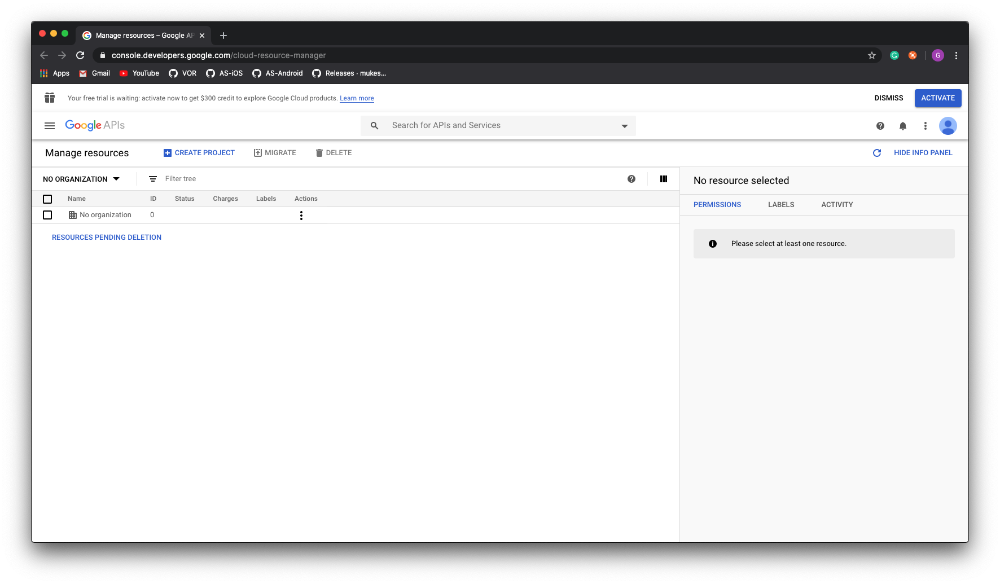 Manage resources – Google AP
console.developers.google.com/cloud-resource-manager
G
Apps Gmail YouTube VOR AS-iOS AS-Android Releases · mukes...
Your free trial is waiting: activate now to get $300 credit to explore Google Cloud products. Learn more DISMISS ACTIVATE
Google APIs Search for APIs and Services
Manage resources CREATE PROJECT MIGRATE DELETE HIDE INFO PANEL
NO ORGANIZATION Filter tree
Name ID Status Charges Labels Actions
No organization 0
RESOURCES PENDING DELETION
No resource selected
PERMISSIONS LABELS ACTIVITY
Please select at least one resource.